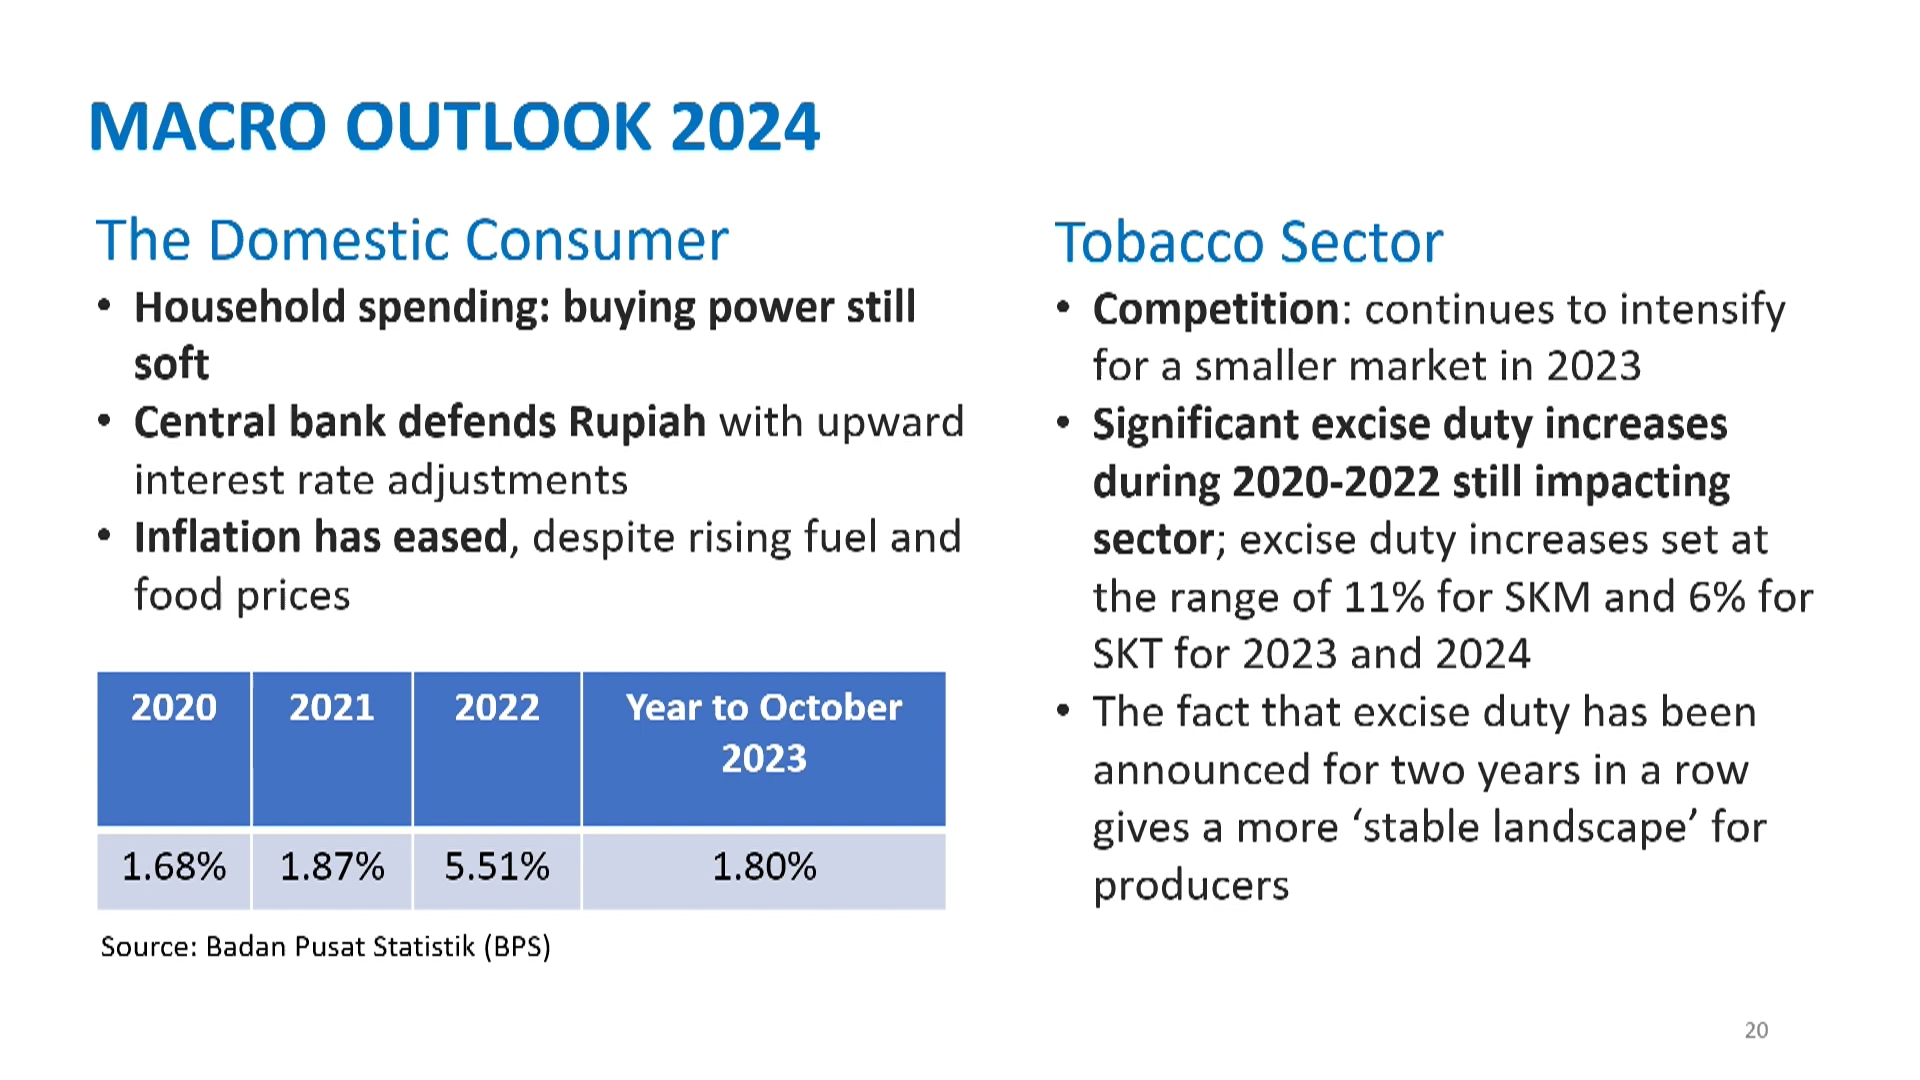 MACRO OUTLOOK 2024
The Domestic Consumer
• Household spending: buying power still
soft
• Central bank defends Rupiah with upward
interest rate adjustments
• Inflation has eased, despite rising fuel and
food prices
2020 2021 2022 Year to October
2023
1.68% 1.87% 5.51% 1.80%
Source: Badan Pusat Statistik (BPS)
Tobacco Sector
• Competition: continues to intensify
for a smaller market in 2023
• Significant excise duty increases
during 2020-2022 still impacting
sector; excise duty increases set at
the range of 11% for SKM and 6% for
SKT for 2023 and 2024
• The fact that excise duty has been
announced for two years in a row
gives a more ‘stable landscape’ for
producers
20